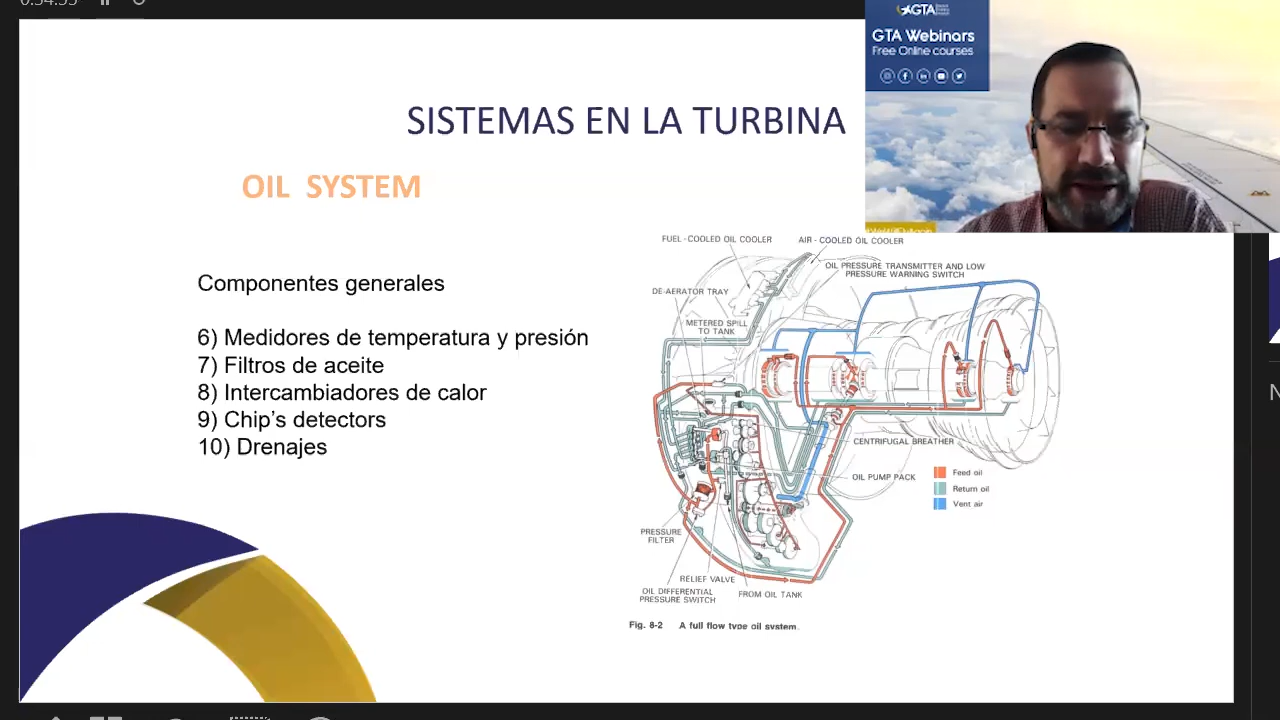 GTA
GTA Webinars
Free Online courses
SISTEMAS EN LA TURBINA
OIL SYSTEM
Componentes generales
6) Medidores de temperatura y presión
7) Filtros de aceite
8) Intercambiadores de calor
9) Chip's detectors
10) Drenajes
FUEL - COOLED OIL COOLER
AIR - COOLED OIL COOLER
OIL PRESSURE TRANSMITTER AND LOW
PRESSURE WARNING SWITCH
DE-AERATOR TRAY
METERED SPILL
TO TANK
CENTRIFUGAL BREATHER
OIL PUMP PACK
Feed oil
Return oil
Vent air
PRESSURE
FILTER
RELIEF VALVE
OIL DIFFERENTIAL
PRESSURE SWITCH
FROM OIL TANK
Fig. 8-2 A full flow type oil system.